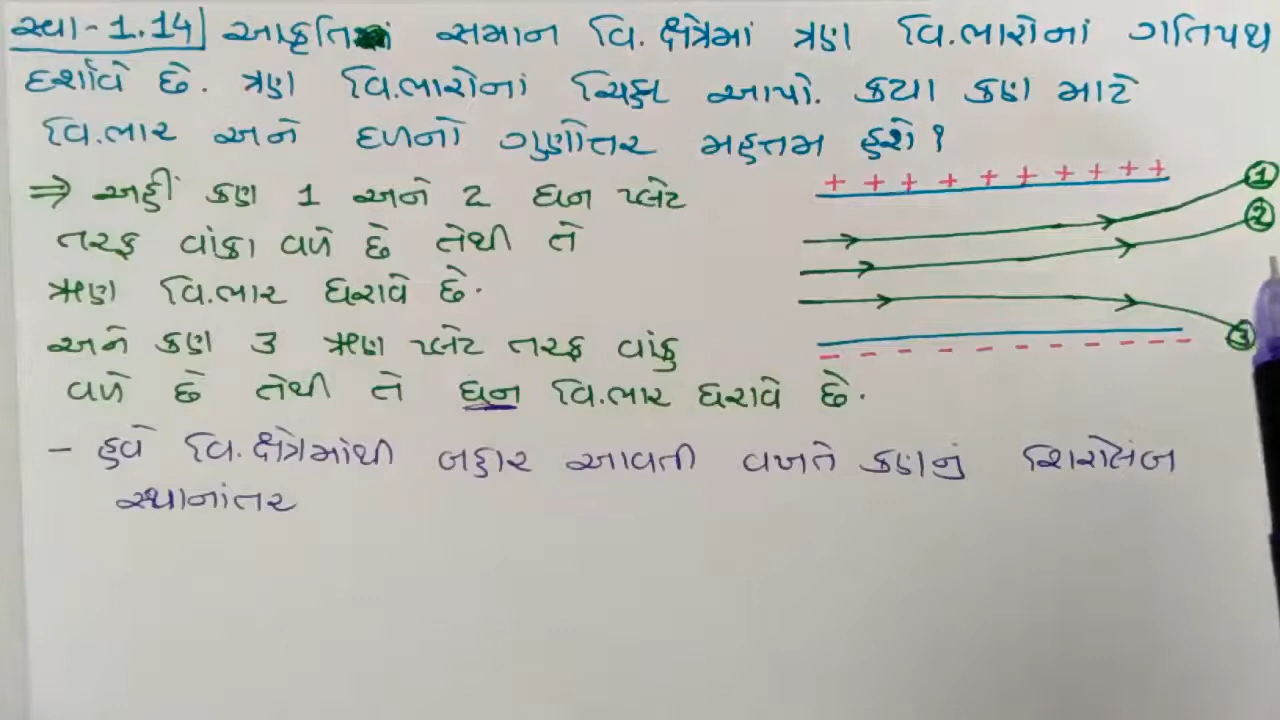 સ્વા-1.14] આકૃતિમાં સમાન વિ. ક્ષેત્રમાં ત્રણ વિ.ભારોનાં ગતિપથ
દર્શાવે છે. ત્રણ વિ.ભારોનાં ચિહ્ન આપો. કયા કણ માટે
વિ.ભાર અને દળનો ગુણોત્તર મહત્તમ હશે?
⇒ અહીં કણ 1 અને 2 ધન પ્લેટ
તરફ વાંકા વળે છે તેથી તે
ઋણ વિ.ભાર ધરાવે છે.
અને કણ 3 ઋણ પ્લેટ તરફ વાંકુ
વળે છે તેથી તે ધન વિ.ભાર ધરાવે છે.
- હવે વિ.ક્ષેત્રમાંથી બહાર આવતી વખતે કણનું શિરોલંબ
સ્થાનાંતર
+ + + + + + + + + +
1
2
3
- - - - - - - - - -